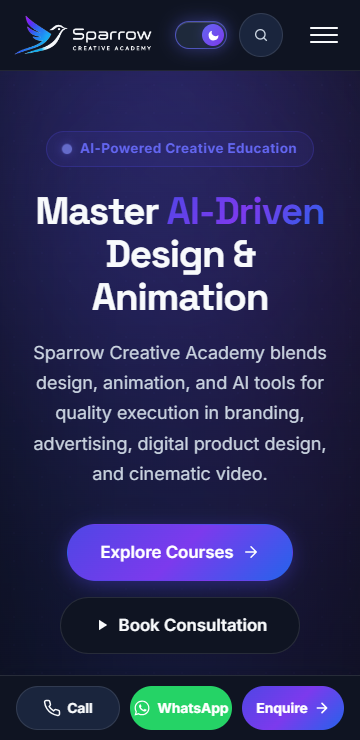 Sparrow
CREATIVE ACADEMY
AI-Powered Creative Education
Master AI-Driven
Design &
Animation
Sparrow Creative Academy blends
design, animation, and AI tools for
quality execution in branding,
advertising, digital product design,
and cinematic video.
Explore Courses
Book Consultation
Call
WhatsApp
Enquire